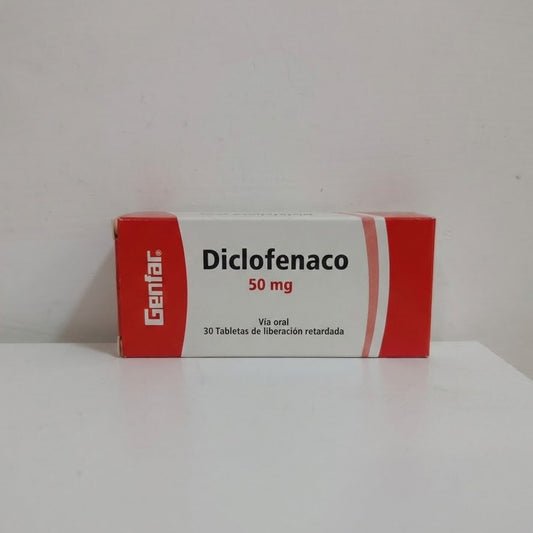 Genfar®
Diclofenaco
50 mg
Vía oral
30 Tabletas de liberación retardada